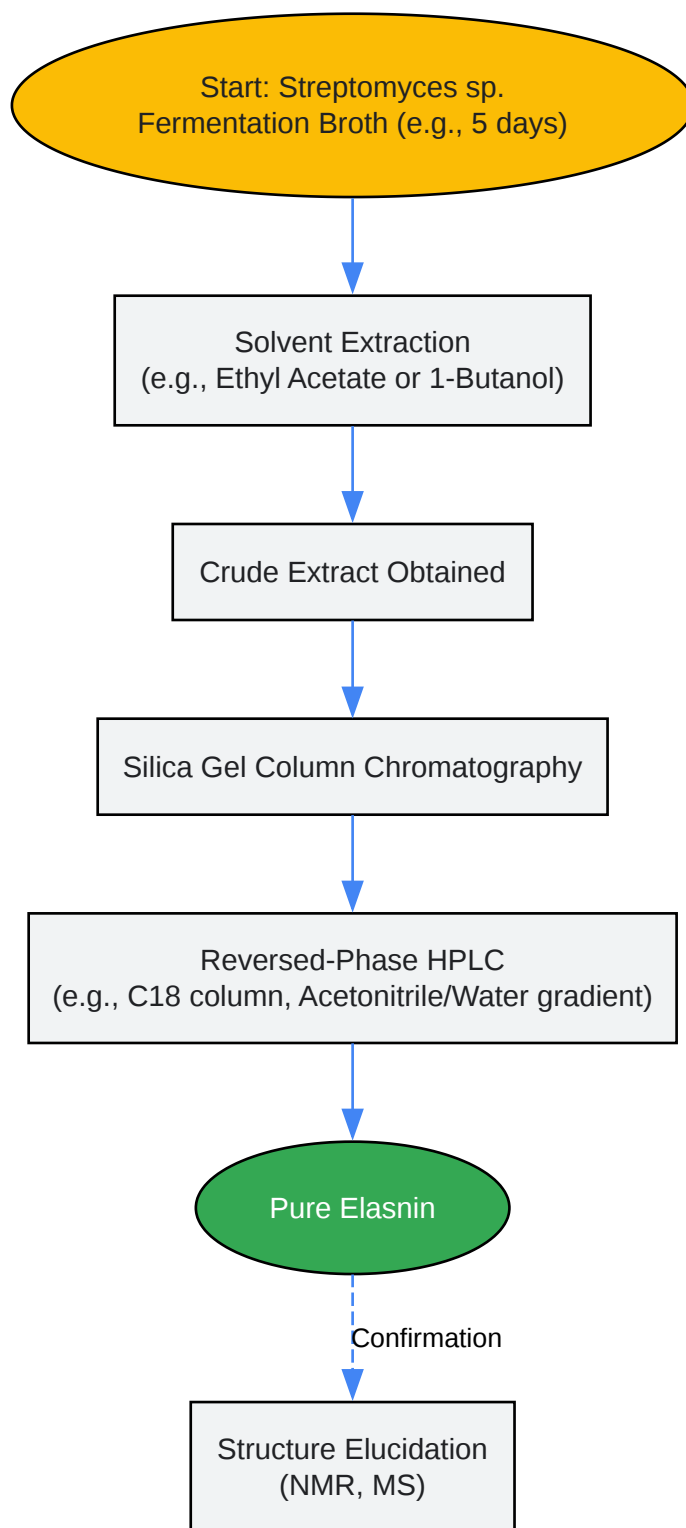 Start: Streptomyces sp.
Fermentation Broth (e.g., 5 days)
Solvent Extraction
(e.g., Ethyl Acetate or 1-Butanol)
Crude Extract Obtained
Silica Gel Column Chromatography
Reversed-Phase HPLC
(e.g., C18 column, Acetonitrile/Water gradient)
Pure Elasnin
Confirmation
Structure Elucidation
(NMR, MS)